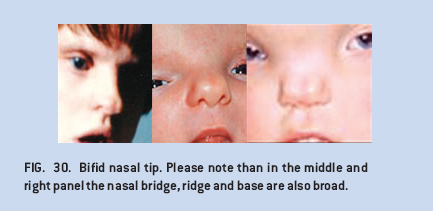 FIG. 30. Bifid nasal tip. Please note than in the middle and
right panel the nasal bridge, ridge and base are also broad.